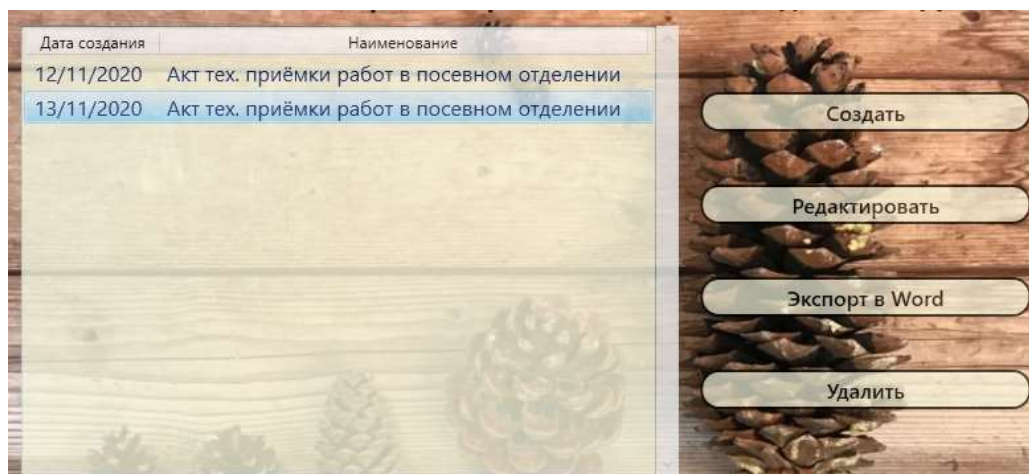 Дата создания Наименование
12/11/2020 Акт тех. приёмки работ в посевном отделении
13/11/2020 Акт тех. приёмки работ в посевном отделении
Создать
Редактировать
Экспорт в Word
Удалить